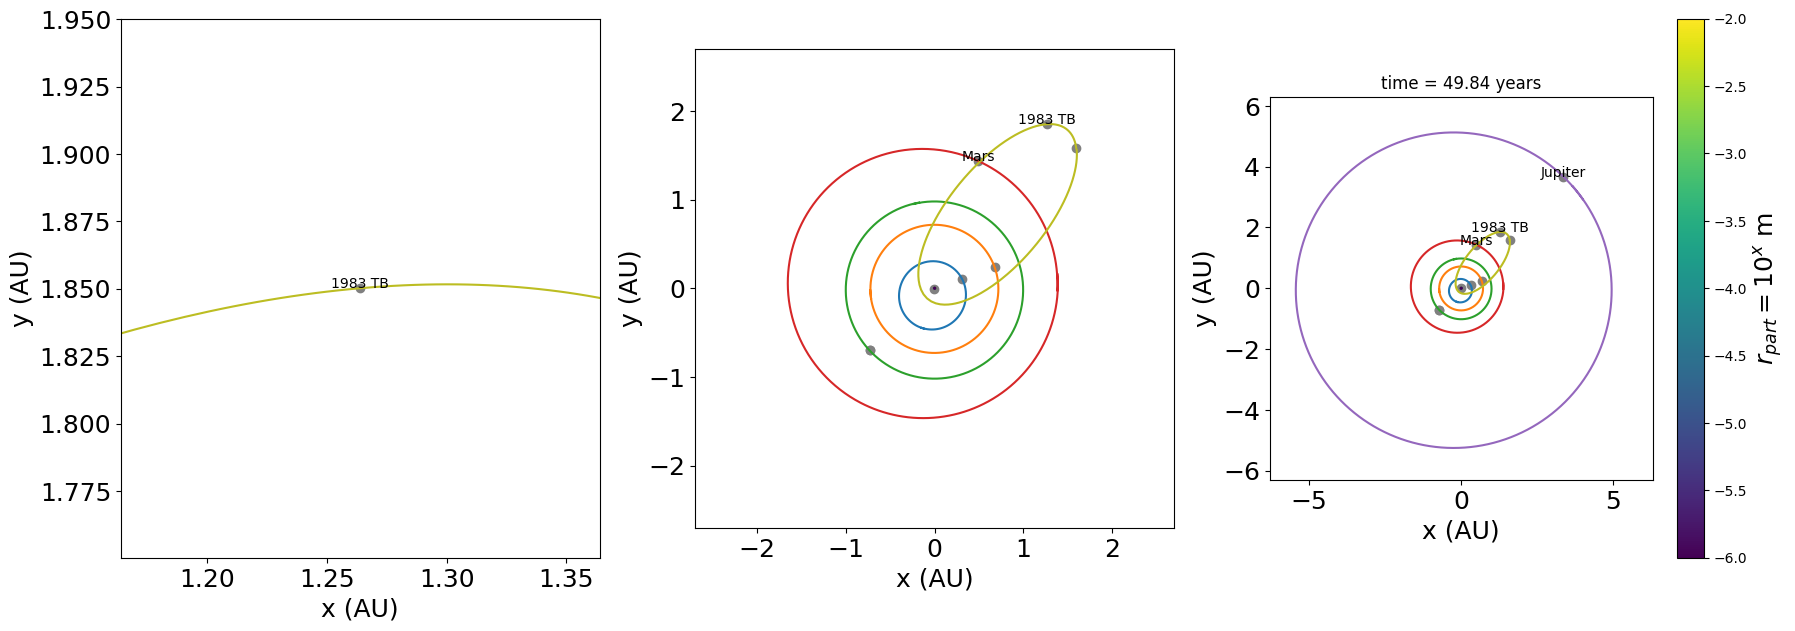 1.950
1.925
1.900
1.875
1.850
1.825
1.800
1.775
1.20
1.25
1.30
1.35
x (AU)
y (AU)
1983 TB
2
1
0
−1
−2
−2
−1
0
1
2
x (AU)
y (AU)
1983 TB
Mars
time = 49.84 years
6
4
2
0
−2
−4
−6
−5
0
5
x (AU)
y (AU)
Jupiter
1983 TB
Mars
−2.0
−2.5
−3.0
−3.5
−4.0
−4.5
−5.0
−5.5
−6.0
r_{part} = 10^x m